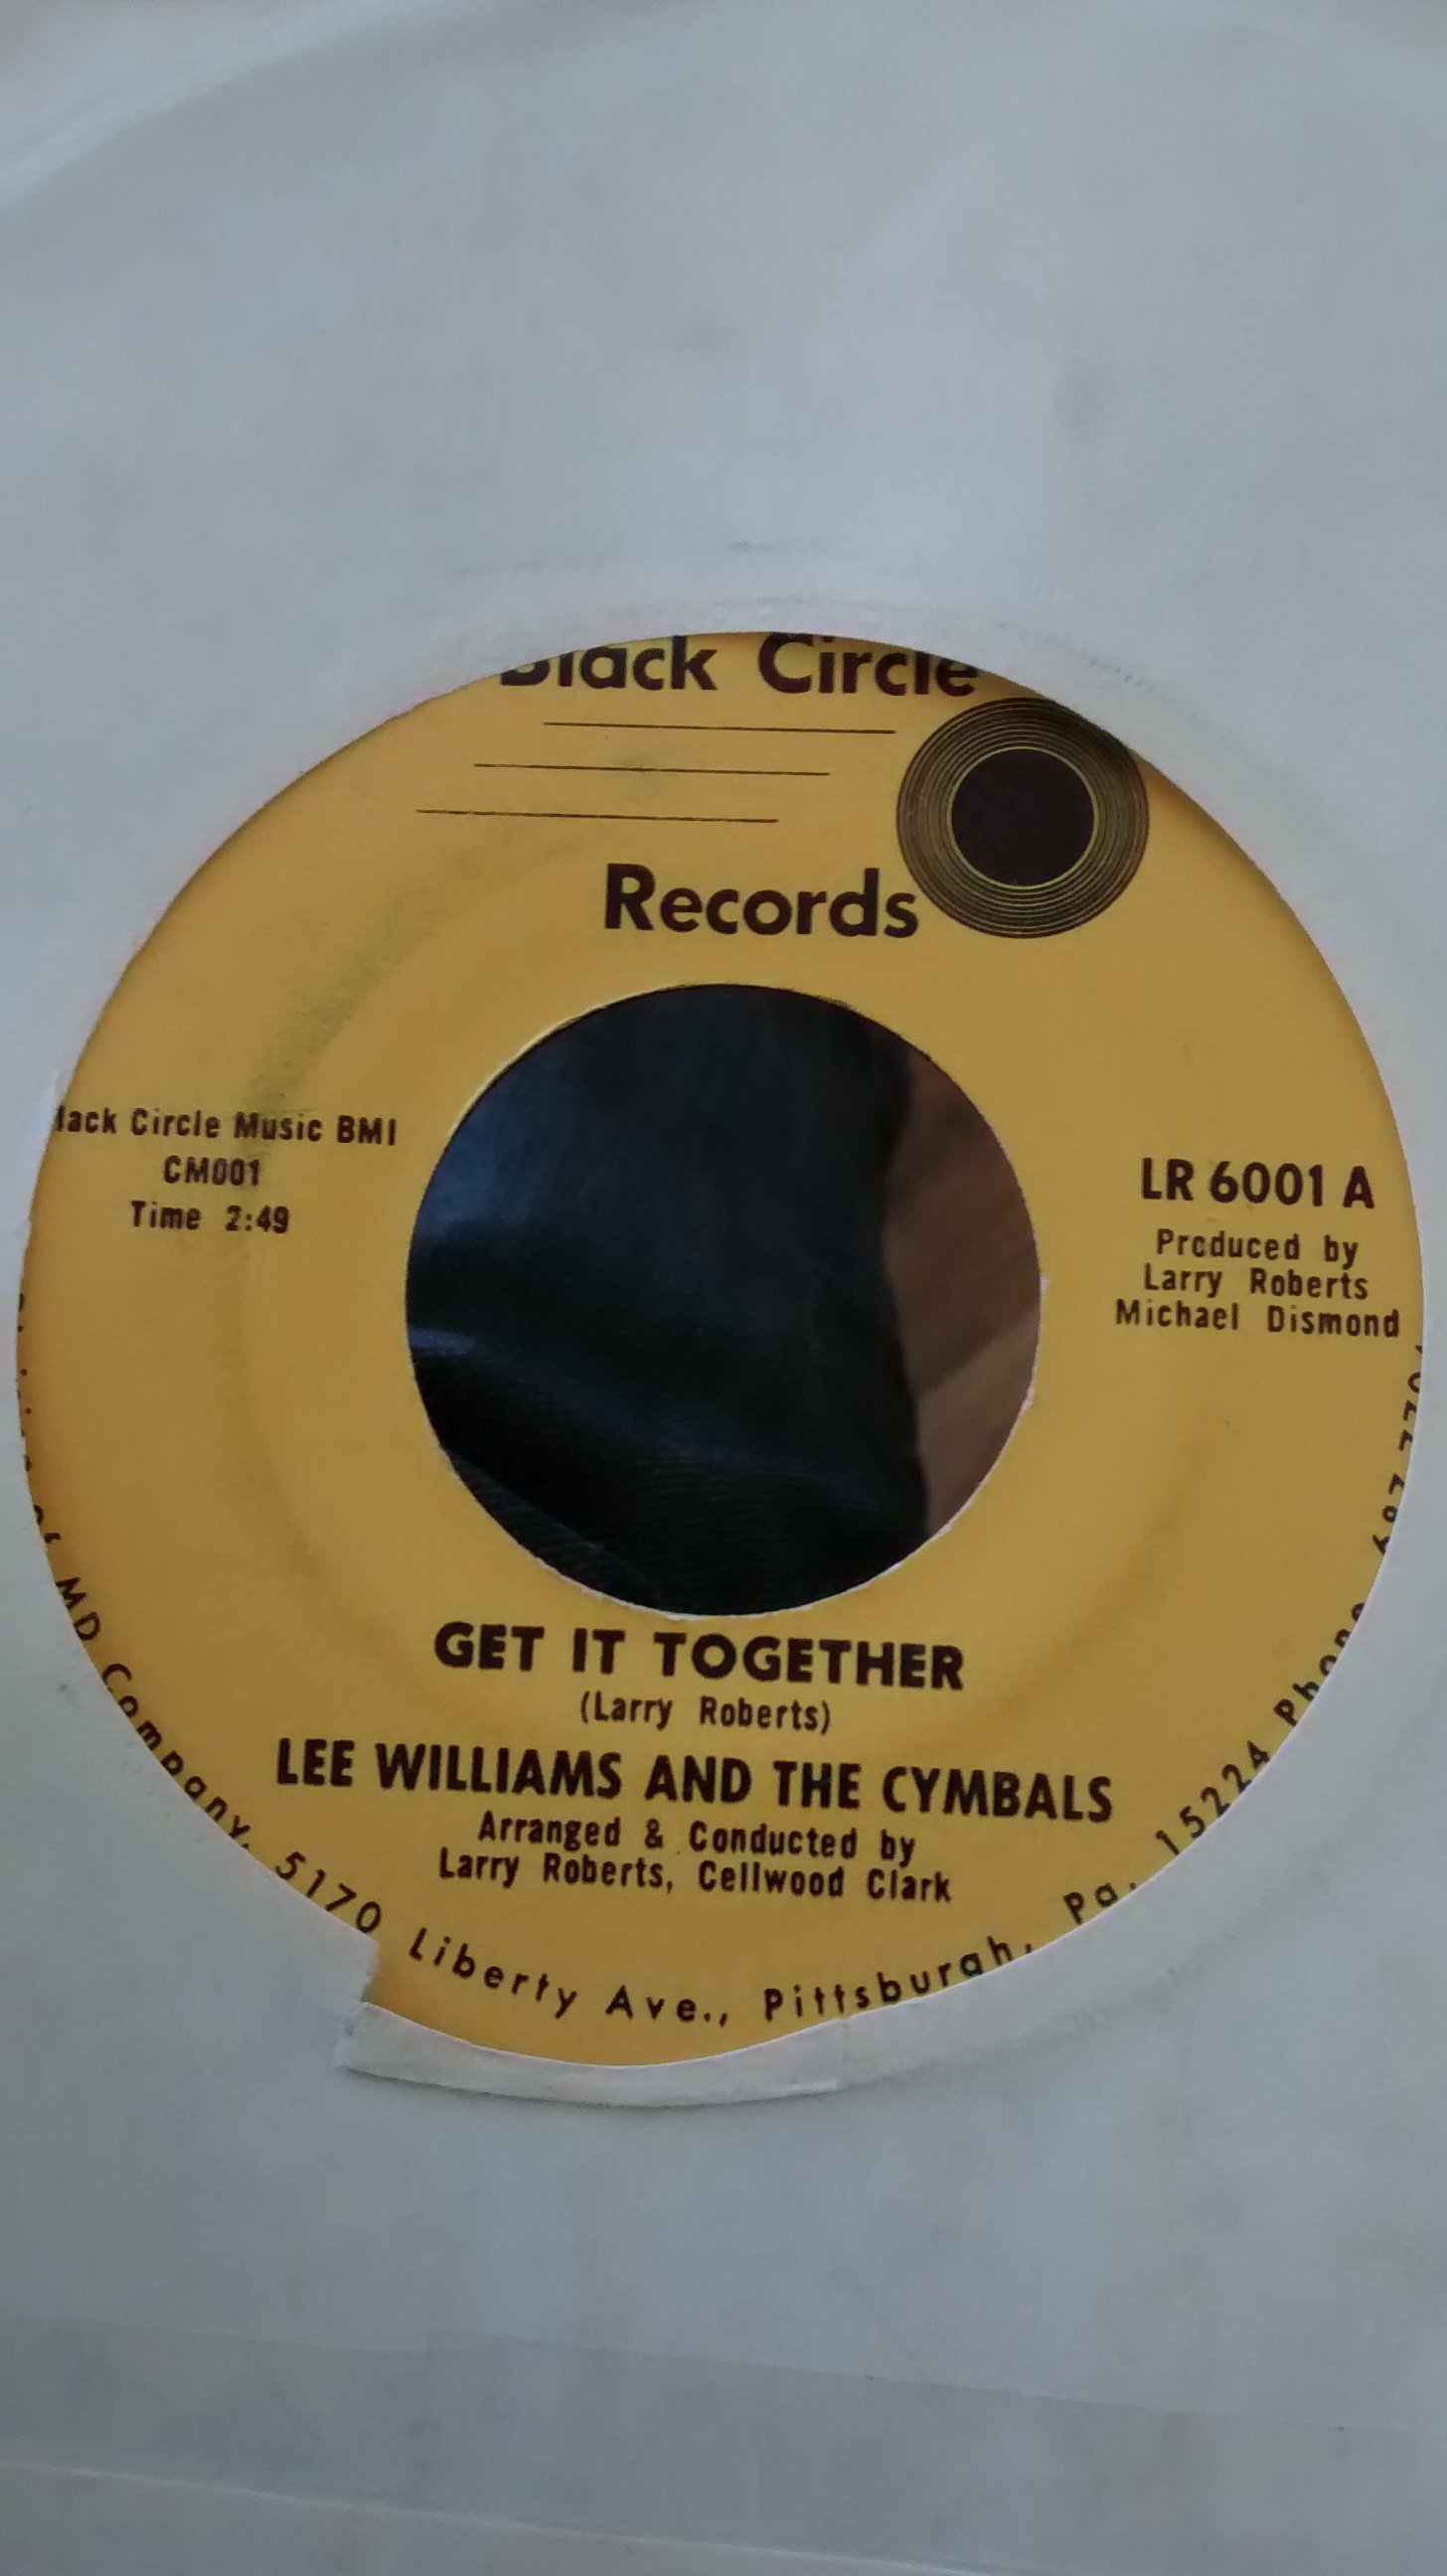 Black Circle
Records
lack Circle Music BMI
CM001
Time 2:49
LR 6001 A
Produced by
Larry Roberts
Michael Dismond
GET IT TOGETHER
(Larry Roberts)
LEE WILLIAMS AND THE CYMBALS
Arranged & Conducted by
Larry Roberts, Cellwood Clark
of MD Company, 5170 Liberty Ave., Pittsburgh, Pa. 15224 Phone